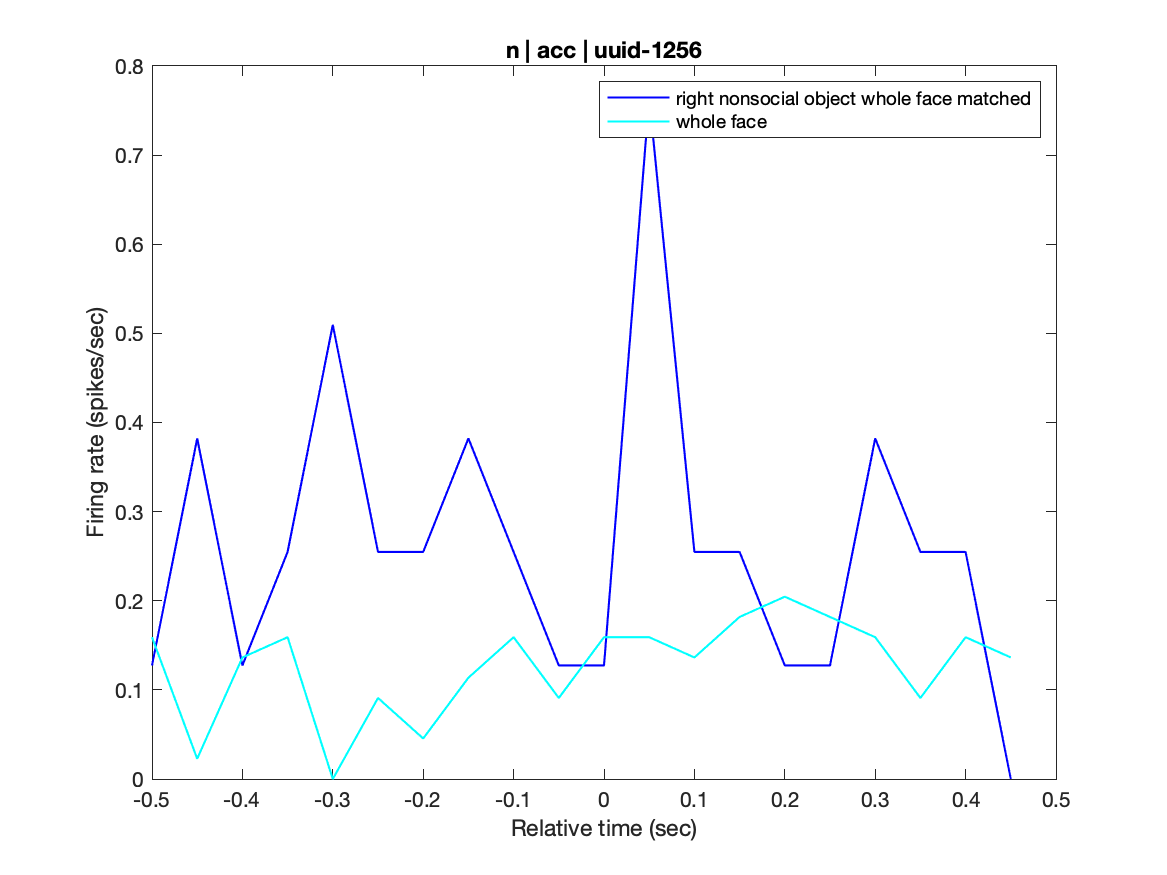 n | acc | uuid-1256
right nonsocial object whole face matched
whole face
Firing rate (spikes/sec)
0.8
0.7
0.6
0.5
0.4
0.3
0.2
0.1
0
-0.5 -0.4 -0.3 -0.2 -0.1 0 0.1 0.2 0.3 0.4 0.5
Relative time (sec)